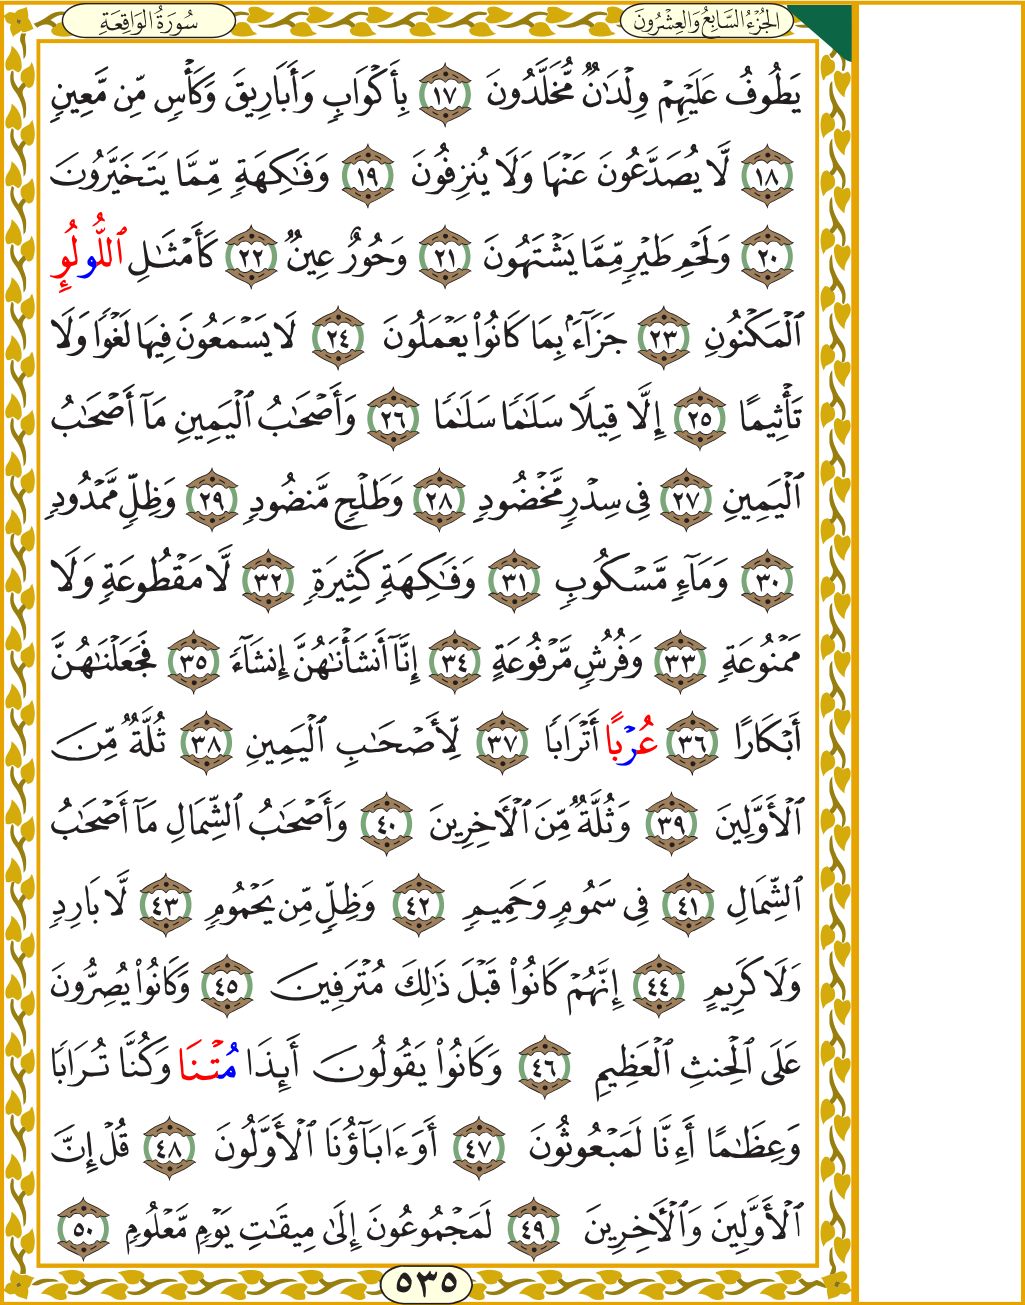 الجُزْءُ السَّابِعُ وَالعِشْرُونَ
سُورَةُ الوَاقِعَةِ
يَطُوفُ عَلَيۡهِمۡ وِلۡدَٰنٞ مُّخَلَّدُونَ ١٧ بِأَكۡوَابٖ وَأَبَارِيقَ وَكَأۡسٖ مِّن مَّعِينٖ
١٨ لَّا يُصَدَّعُونَ عَنۡهَا وَلَا يُنزِفُونَ ١٩ وَفَٰكِهَةٖ مِّمَّا يَتَخَيَّرُونَ
٢٠ وَلَحۡمِ طَيۡرٖ مِّمَّا يَشۡتَهُونَ ٢١ وَحُورٌ عِينٞ ٢٢ كَأَمۡثَٰلِ ٱللُّولُوِٕ
ٱلۡمَكۡنُونِ ٢٣ جَزَآءَۢ بِمَا كَانُواْ يَعۡمَلُونَ ٢٤ لَا يَسۡمَعُونَ فِيهَا لَغۡوٗا وَلَا
تَأۡثِيمًا ٢٥ إِلَّا قِيلٗا سَلَٰمٗا سَلَٰمٗا ٢٦ وَأَصۡحَٰبُ ٱلۡيَمِينِ مَآ أَصۡحَٰبُ
ٱلۡيَمِينِ ٢٧ فِي سِدۡرٖ مَّخۡضُودٖ ٢٨ وَطَلۡحٖ مَّنضُودٖ ٢٩ وَظِلّٖ مَّمۡدُودٖ
٣٠ وَمَآءٖ مَّسۡكُوبٖ ٣١ وَفَٰكِهَةٖ كَثِيرَةٖ ٣٢ لَّا مَقۡطُوعَةٖ وَلَا
مَمۡنُوعَةٖ ٣٣ وَفُرُشٖ مَّرۡفُوعَةٍ ٣٤ إِنَّآ أَنشَأۡنَٰهُنَّ إِنشَآءٗ ٣٥ فَجَعَلۡنَٰهُنَّ
أَبۡكَارًا ٣٦ عُرۡبًا أَتۡرَابٗا ٣٧ لِّأَصۡحَٰبِ ٱلۡيَمِينِ ٣٨ ثُلَّةٞ مِّنَ
ٱلۡأَوَّلِينَ ٣٩ وَثُلَّةٞ مِّنَ ٱلۡأٓخِرِينَ ٤٠ وَأَصۡحَٰبُ ٱلشِّمَالِ مَآ أَصۡحَٰبُ
ٱلشِّمَالِ ٤١ فِي سَمُومٖ وَحَمِيمٖ ٤٢ وَظِلّٖ مِّن يَحۡمُومٖ ٤٣ لَّا بَارِدٖ
وَلَا كَرِيمٍ ٤٤ إِنَّهُمۡ كَانُواْ قَبۡلَ ذَٰلِكَ مُتۡرَفِينَ ٤٥ وَكَانُواْ يُصِرُّونَ
عَلَى ٱلۡحِنثِ ٱلۡعَظِيمِ ٤٦ وَكَانُواْ يَقُولُونَ أَئِذَا مُتۡنَا وَكُنَّا تُرَابٗا
وَعِظَٰمًا أَءِنَّا لَمَبۡعُوثُونَ ٤٧ أَوَءَابَآؤُنَا ٱلۡأَوَّلُونَ ٤٨ قُلۡ إِنَّ
ٱلۡأَوَّلِينَ وَٱلۡأٓخِرِينَ ٤٩ لَمَجۡمُوعُونَ إِلَىٰ مِيقَٰتِ يَوۡمٖ مَّعۡلُومٖ ٥٠
٥٣٥